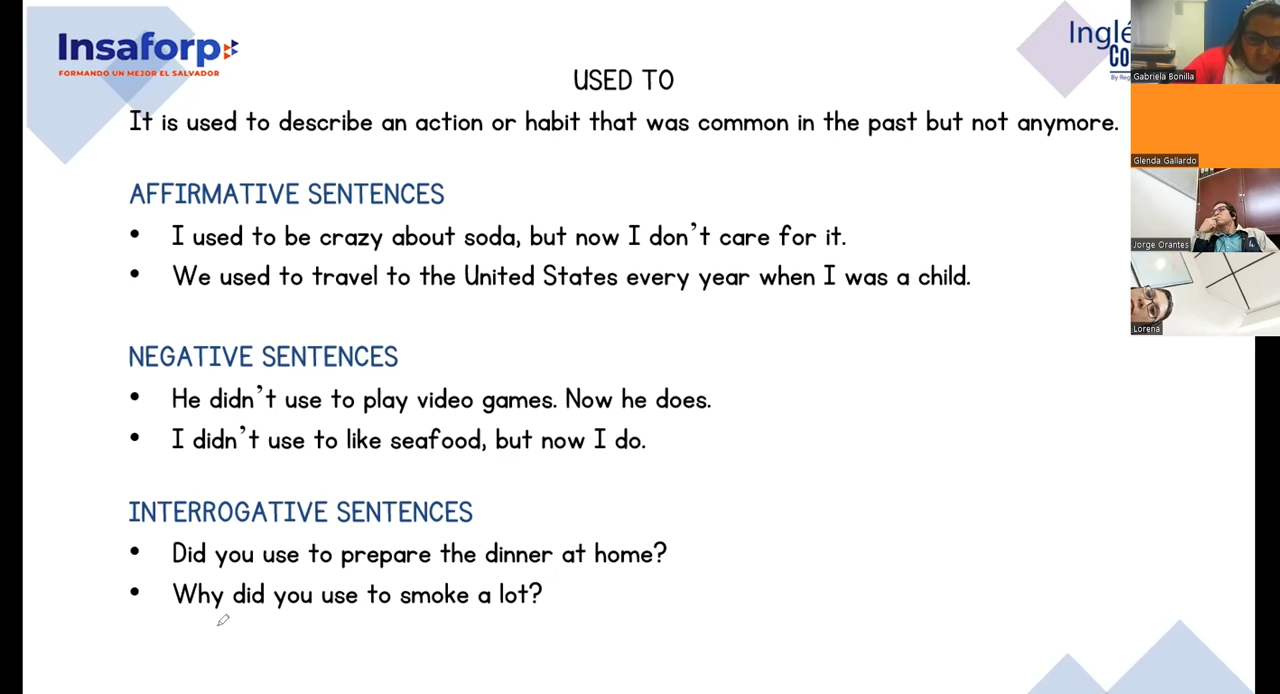 Insaforp
FORMANDO UN MEJOR EL SALVADOR
Inglé
CO
By Reg
USED TO
It is used to describe an action or habit that was common in the past but not anymore.
AFFIRMATIVE SENTENCES
• I used to be crazy about soda, but now I don't care for it.
• We used to travel to the United States every year when I was a child.
NEGATIVE SENTENCES
• He didn't use to play video games. Now he does.
• I didn't use to like seafood, but now I do.
INTERROGATIVE SENTENCES
• Did you use to prepare the dinner at home?
• Why did you use to smoke a lot?
Gabriela Bonilla
Glenda Gallardo
Jorge Orantes
Lorena